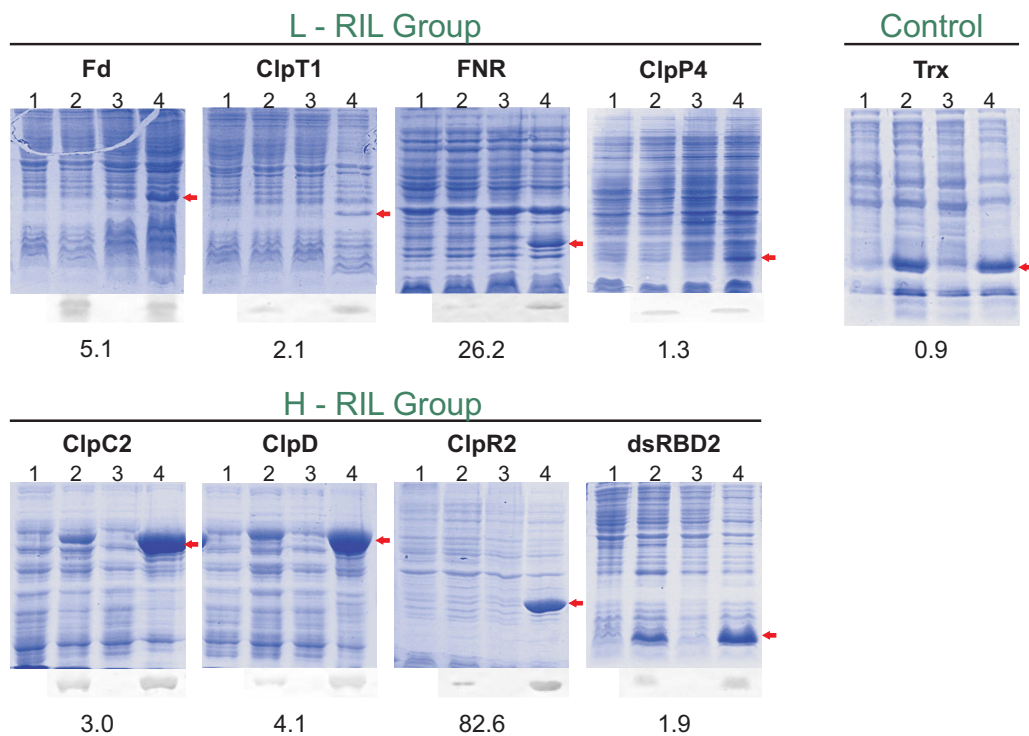 L - RIL Group
Control
Fd ClpT1 FNR ClpP4 Trx
1 2 3 4 1 2 3 4 1 2 3 4 1 2 3 4 1 2 3 4
5.1 2.1 26.2 1.3 0.9
H - RIL Group
ClpC2 ClpD ClpR2 dsRBD2
1 2 3 4 1 2 3 4 1 2 3 4 1 2 3 4
3.0 4.1 82.6 1.9